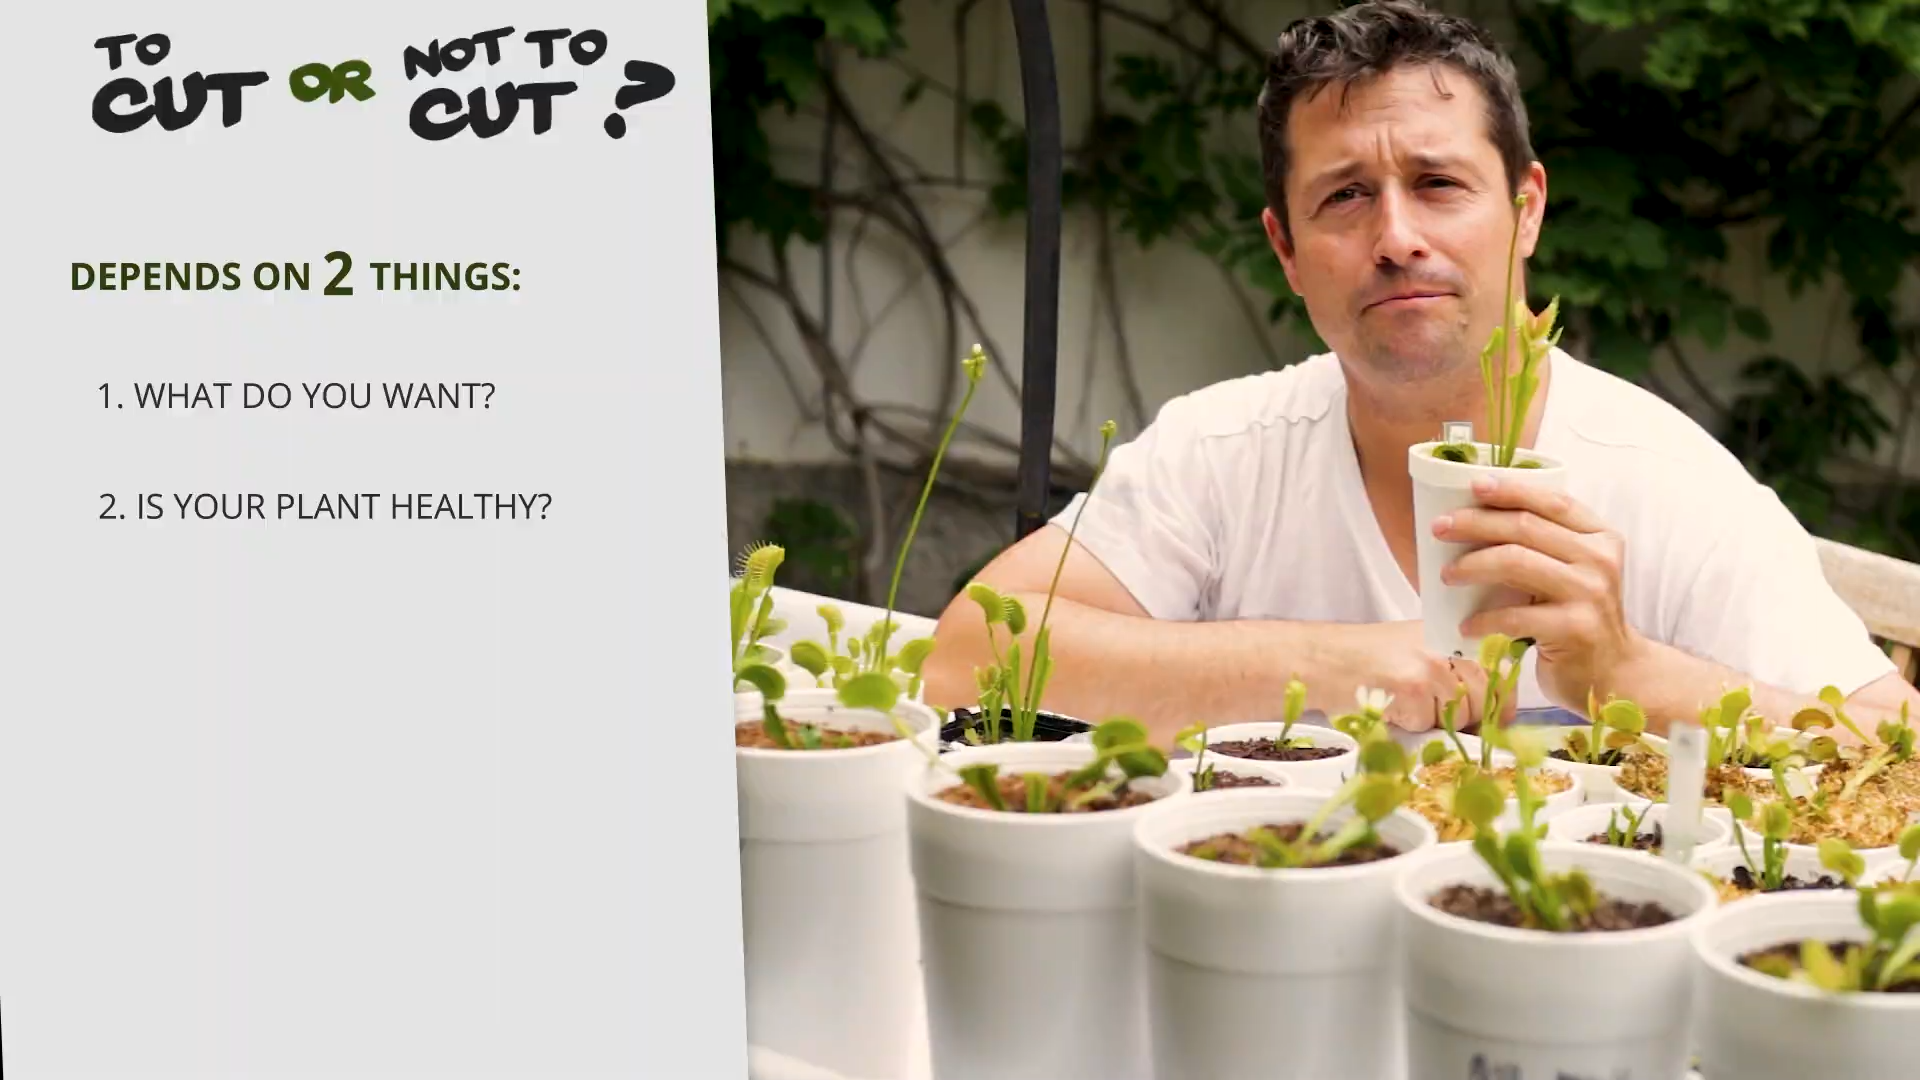 TO CUT OR NOT TO CUT?
DEPENDS ON 2 THINGS:
1. WHAT DO YOU WANT?
2. IS YOUR PLANT HEALTHY?